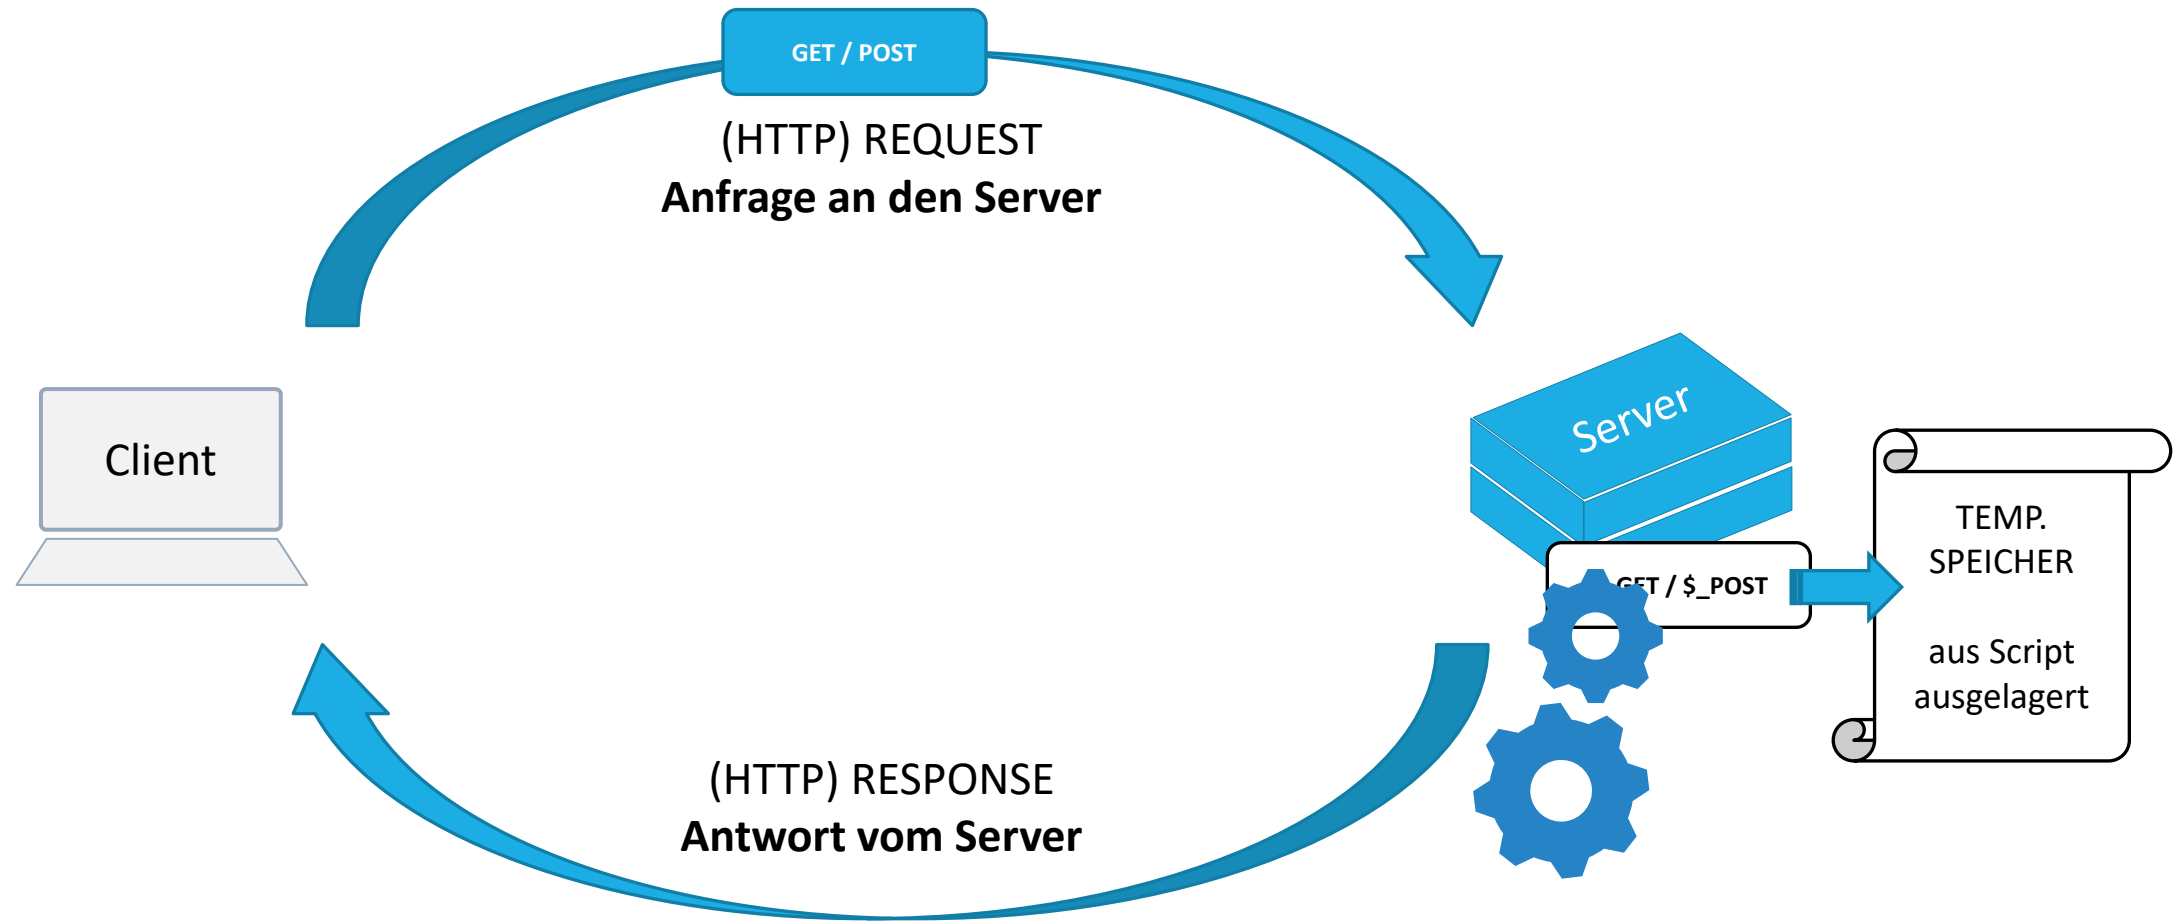 GET / POST
(HTTP) REQUEST
Anfrage an den Server
Client
Server
/ $_POST
TEMP.
SPEICHER
aus Script
ausgelagert
(HTTP) RESPONSE
Antwort vom Server